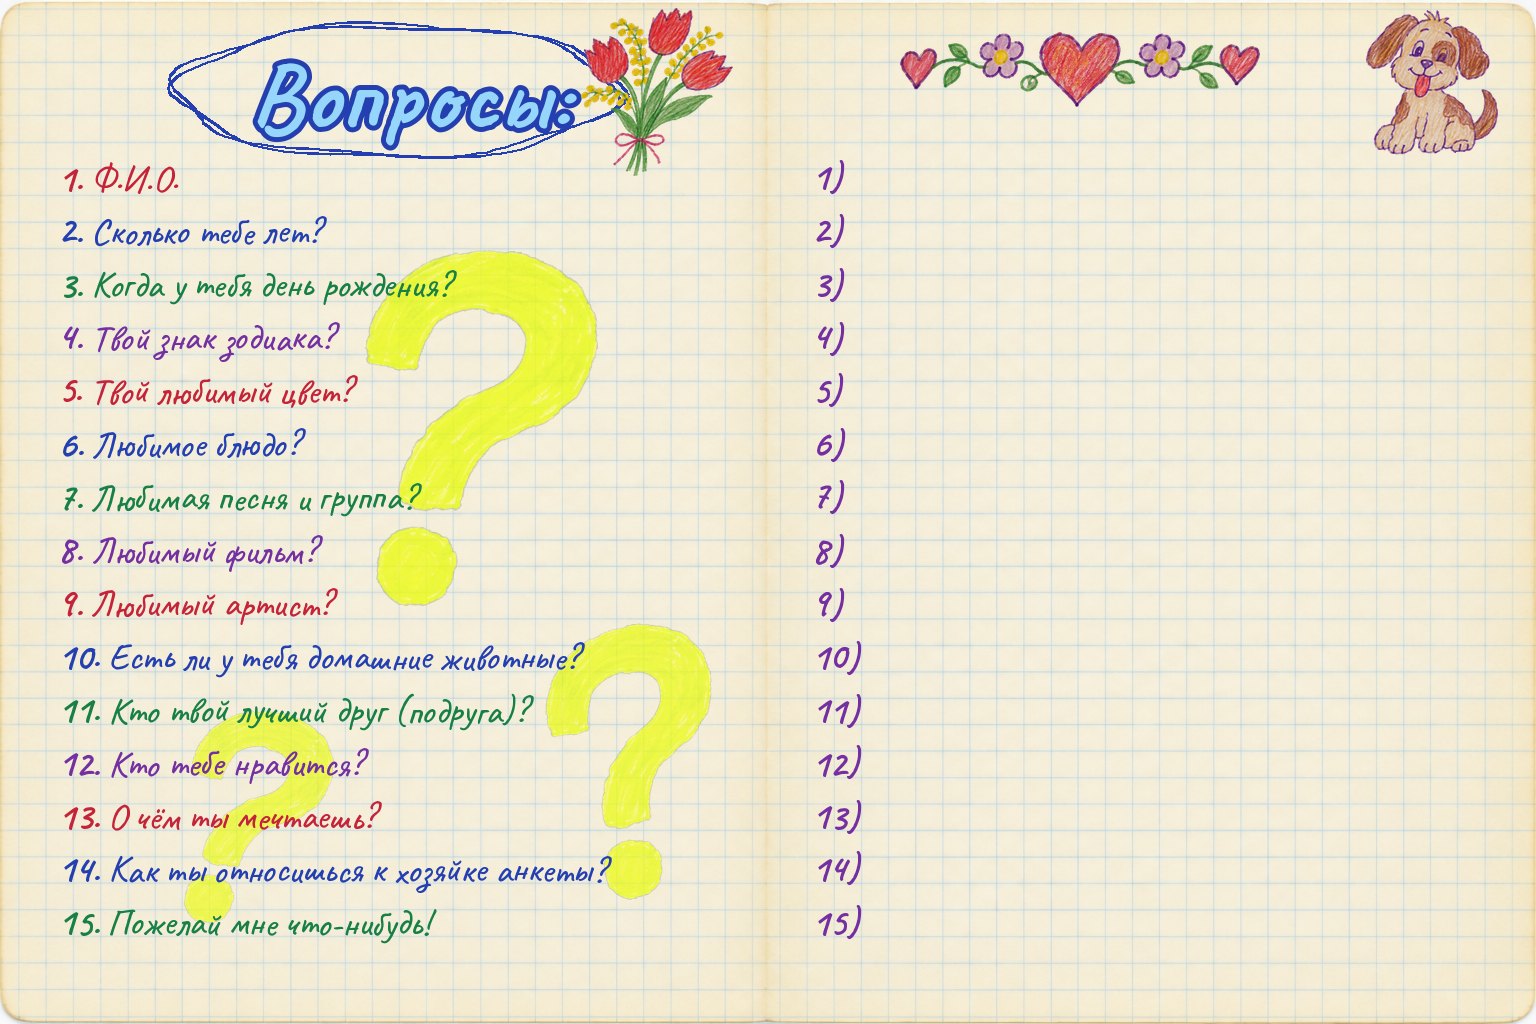 Вопросы:
1. Ф.И.О.
2. Сколько тебе лет?
3. Когда у тебя день рождения?
4. Твой знак зодиака?
5. Твой любимый цвет?
6. Любимое блюдо?
7. Любимая песня и группа?
8. Любимый фильм?
9. Любимый артист?
10. Есть ли у тебя домашние животные?
11. Кто твой лучший друг (подруга)?
12. Кто тебе нравится?
13. О чём ты мечтаешь?
14. Как ты относишься к хозяйке анкеты?
15. Пожелай мне что-нибудь!
1)
2)
3)
4)
5)
6)
7)
8)
9)
10)
11)
12)
13)
14)
15)